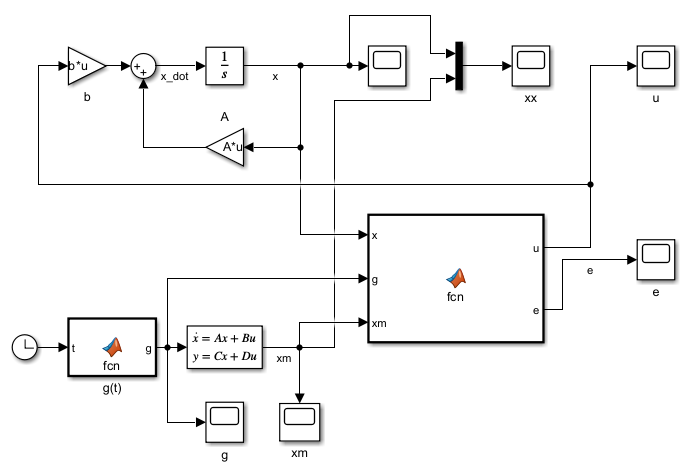 b*u
b
+
+
x_dot
1
s
x
xx
u
A
A*u
x
g
xm
fcn
u
e
e
e
t
fcn
g
g(t)
ẋ = Ax + Bu
y = Cx + Du
xm
g
xm